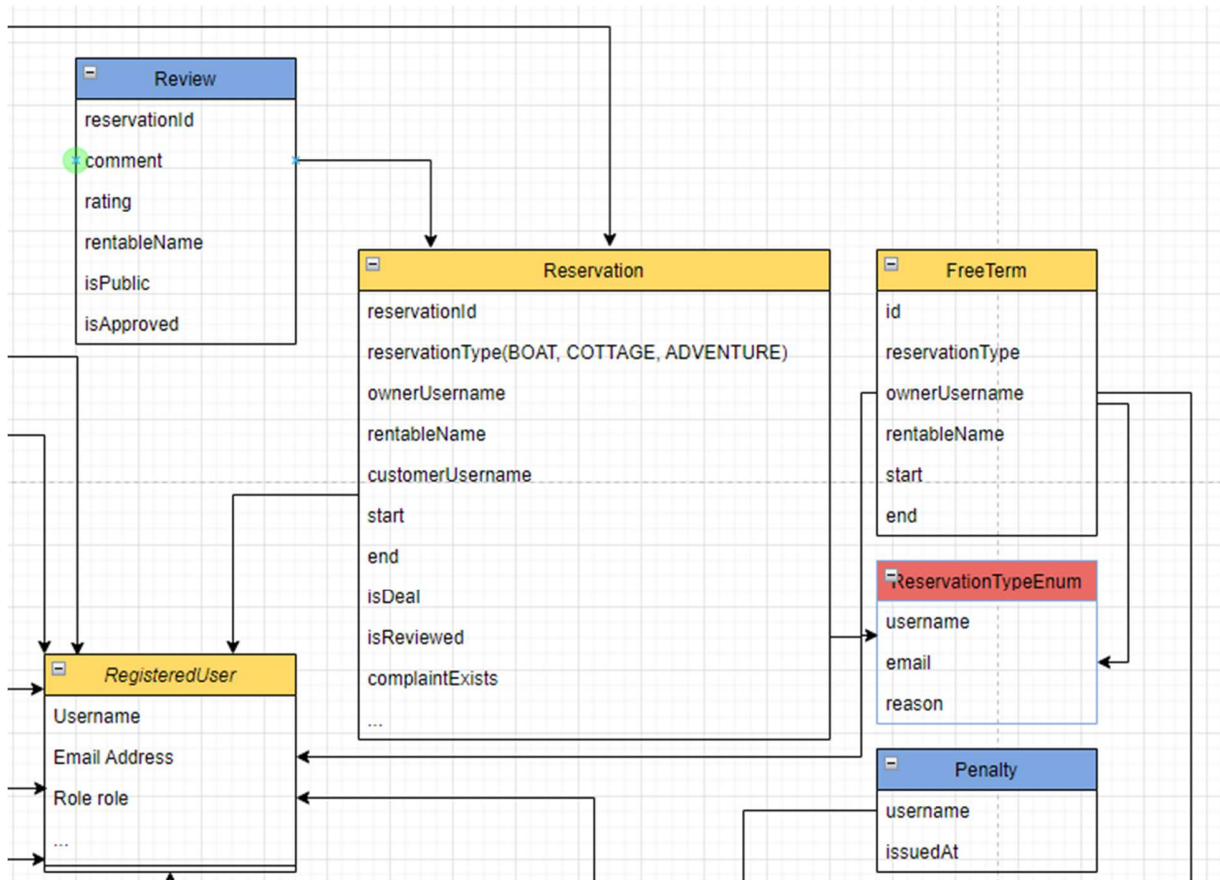 Review
reservationId
comment
rating
rentableName
isPublic
isApproved
Reservation
reservationId
reservationType(BOAT, COTTAGE, ADVENTURE)
ownerUsername
rentableName
customerUsername
start
end
isDeal
isReviewed
complaintExists
...
FreeTerm
id
reservationType
ownerUsername
rentableName
start
end
ReservationTypeEnum
username
email
reason
RegisteredUser
Username
Email Address
Role role
...
Penalty
username
issuedAt